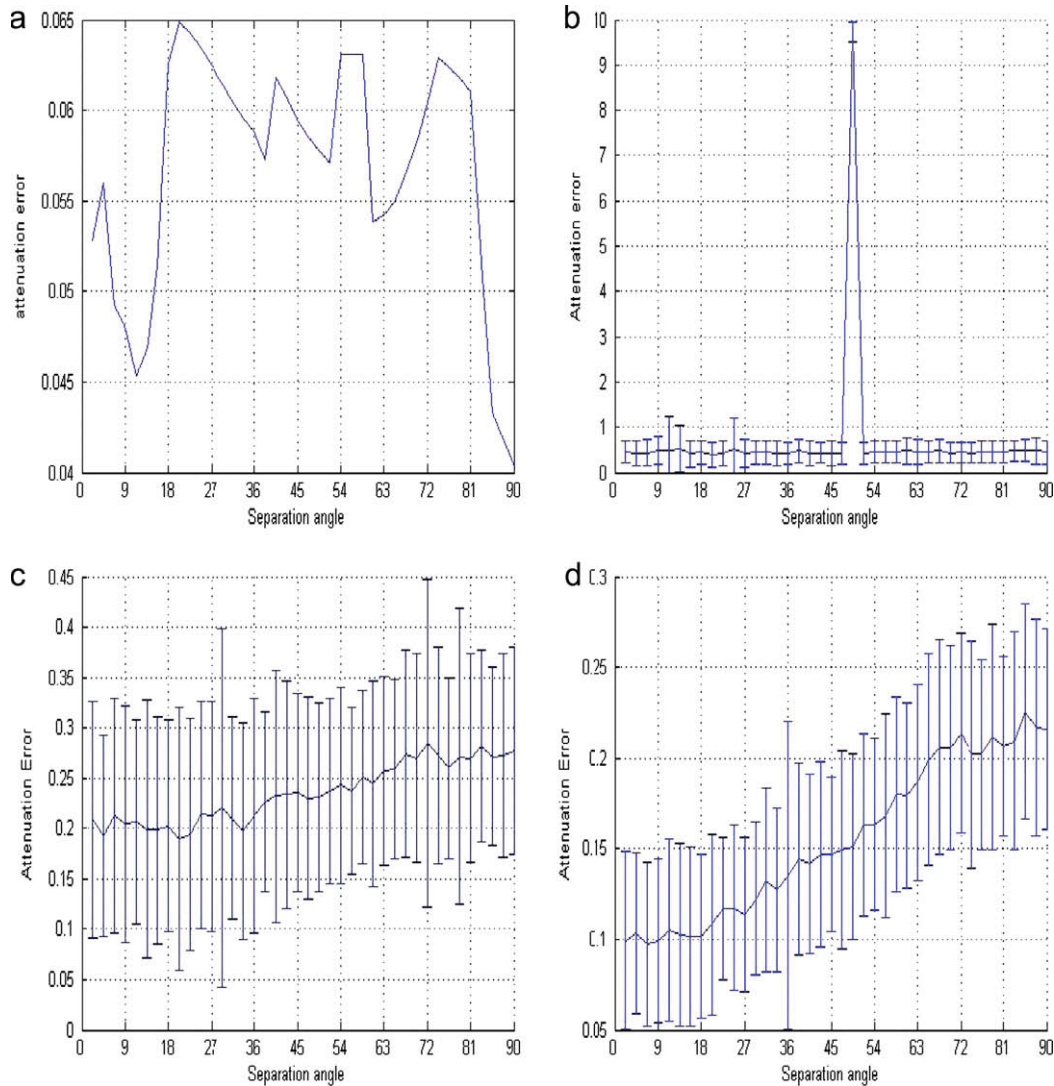 a
0.065
0.06
0.055
0.05
0.045
0.04
attenuation error
0 9 18 27 36 45 54 63 72 81 90
Separation angle
b
10
9
8
7
6
5
4
3
2
1
0
Attenuation error
0 9 18 27 36 45 54 63 72 81 90
Separation angle
c
0.45
0.4
0.35
0.3
0.25
0.2
0.15
0.1
0.05
0
Attenuation Error
0 9 18 27 36 45 54 63 72 81 90
Separation angle
d
0.3
0.25
0.2
0.15
0.1
0.05
Attenuation Error
0 9 18 27 36 45 54 63 72 81 90
Separation angle